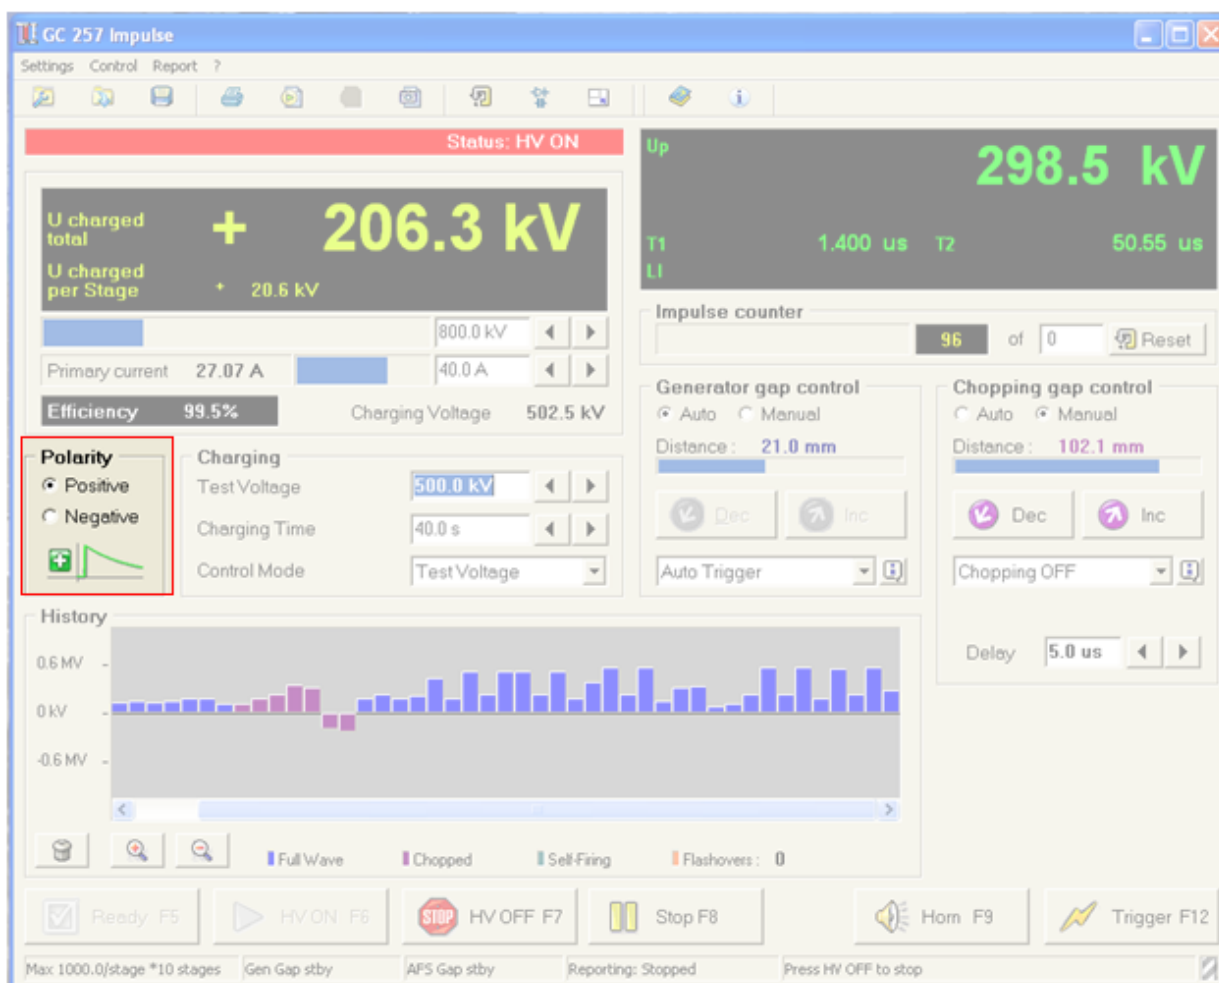 GC 257 Impulse
Settings Control Report ?
Status: HV ON
U charged total + 206.3 kV
U charged per Stage + 20.6 kV
800.0 kV
Primary current 27.07 A 40.0 A
Efficiency 99.5% Charging Voltage 502.5 kV
Up 298.5 kV
T1 1.400 us T2 50.55 us
LI
Impulse counter
96 of 0 Reset
Generator gap control
Auto Manual
Distance : 21.0 mm
Dec Inc
Auto Trigger
Chopping gap control
Auto Manual
Distance : 102.1 mm
Dec Inc
Chopping OFF
Delay 5.0 us
Polarity
Positive
Negative
Charging
Test Voltage 500.0 kV
Charging Time 40.0 s
Control Mode Test Voltage
History
0.6 MV
0 kV
-0.6 MV
Full Wave Chopped Self-Firing Flashovers : 0
Ready F5 HV ON F6 STOP HV OFF F7 Stop F8 Horn F9 Trigger F12
Max 1000.0/stage *10 stages Gen Gap stby AFS Gap stby Reporting: Stopped Press HV OFF to stop